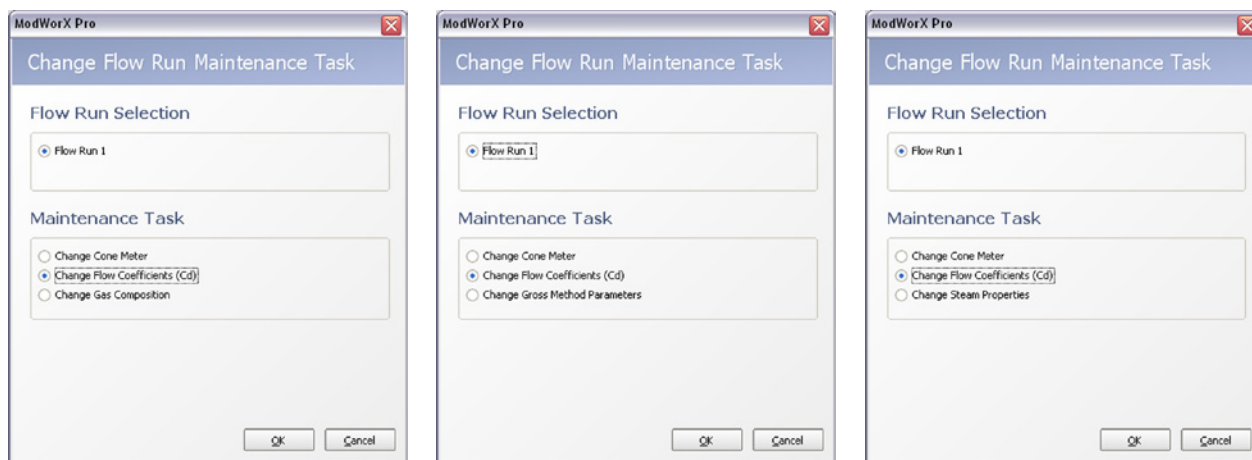 ModWorX Pro
Change Flow Run Maintenance Task
Flow Run Selection
Flow Run 1
Maintenance Task
Change Cone Meter
Change Flow Coefficients (Cd)
Change Gas Composition
OK
Cancel
ModWorX Pro
Change Flow Run Maintenance Task
Flow Run Selection
Flow Run 1
Maintenance Task
Change Cone Meter
Change Flow Coefficients (Cd)
Change Gross Method Parameters
OK
Cancel
ModWorX Pro
Change Flow Run Maintenance Task
Flow Run Selection
Flow Run 1
Maintenance Task
Change Cone Meter
Change Flow Coefficients (Cd)
Change Steam Properties
OK
Cancel